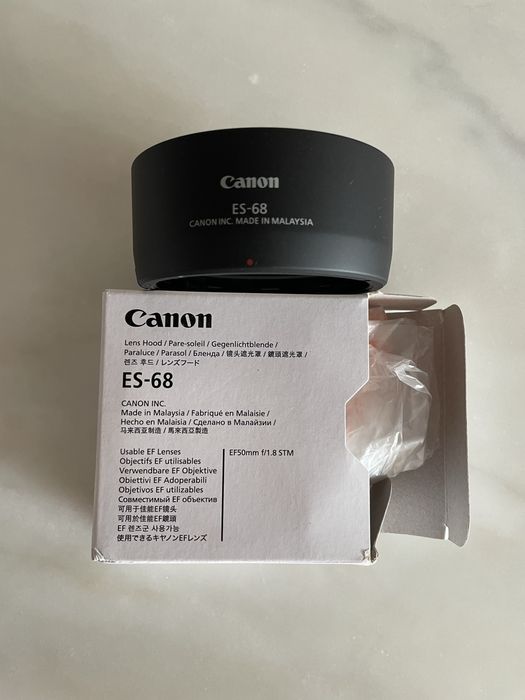 Canon
ES-68
CANON INC. MADE IN MALAYSIA
Canon
Lens Hood / Pare-soleil / Gegenlichtblende /
Paraluce / Parasol / Бленда / 镜头遮光罩 / 鏡頭遮光罩 /
렌즈 후드 / レンズフード
ES-68
CANON INC.
Made in Malaysia / Fabriqué en Malaisie /
Hecho en Malaisia / Сделано в Малайзии /
马来西亚制造 / 馬來西亞製造
Usable EF Lenses
Objectifs EF utilisables
Verwendbare EF Objektive
Obiettivi EF Adoperabili
Objetivos EF utilizables
Совместимый EF объектив
可用于佳能EF镜头
可用於佳能EF鏡頭
EF 렌즈군 사용가능
使用できるキヤノンEFレンズ
EF50mm f/1.8 STM